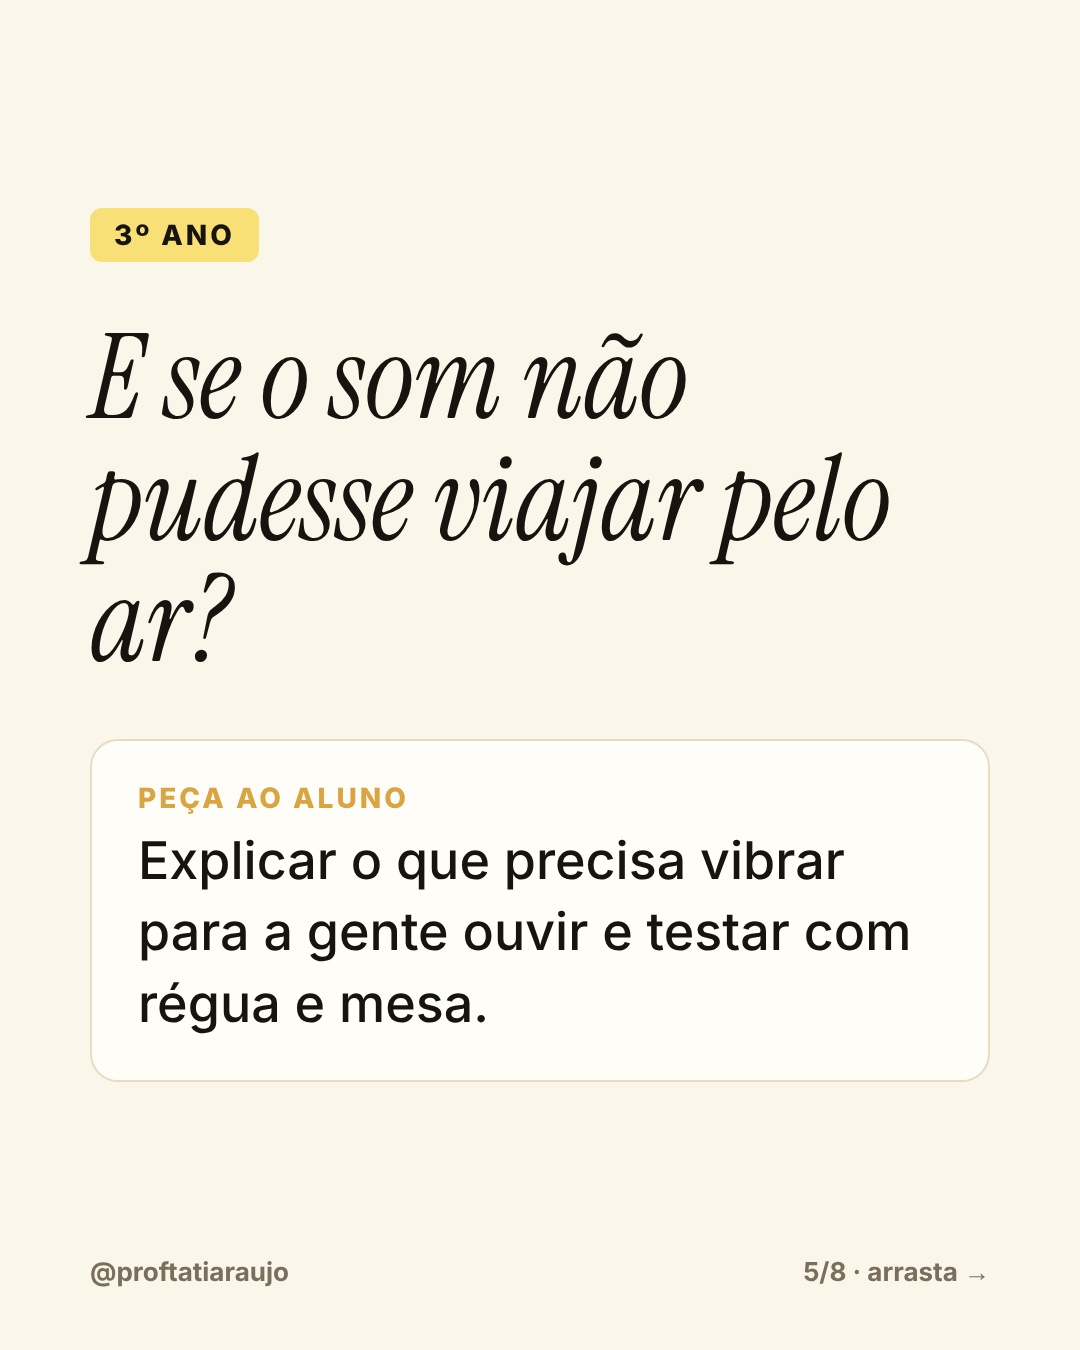 3º ANO
E se o som não
pudesse viajar pelo
ar?
PEÇA AO ALUNO
Explicar o que precisa vibrar
para a gente ouvir e testar com
régua e mesa.
@proftatiaraujo
5/8 · arrasta →